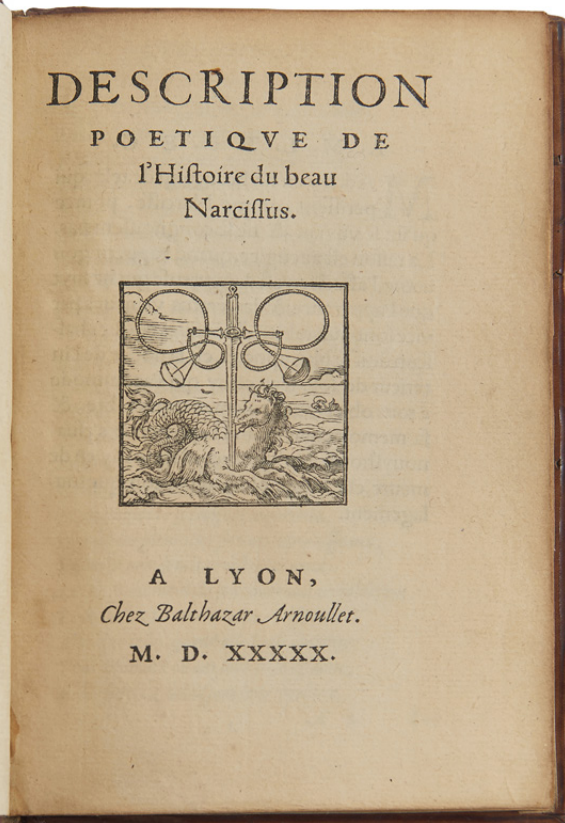 DESCRIPTION
POETIQVE DE
l'Hiſtoire du beau
Narciſſus.
A LYON,
Chez Balthazar Arnoullet.
M. D. XXXXX.